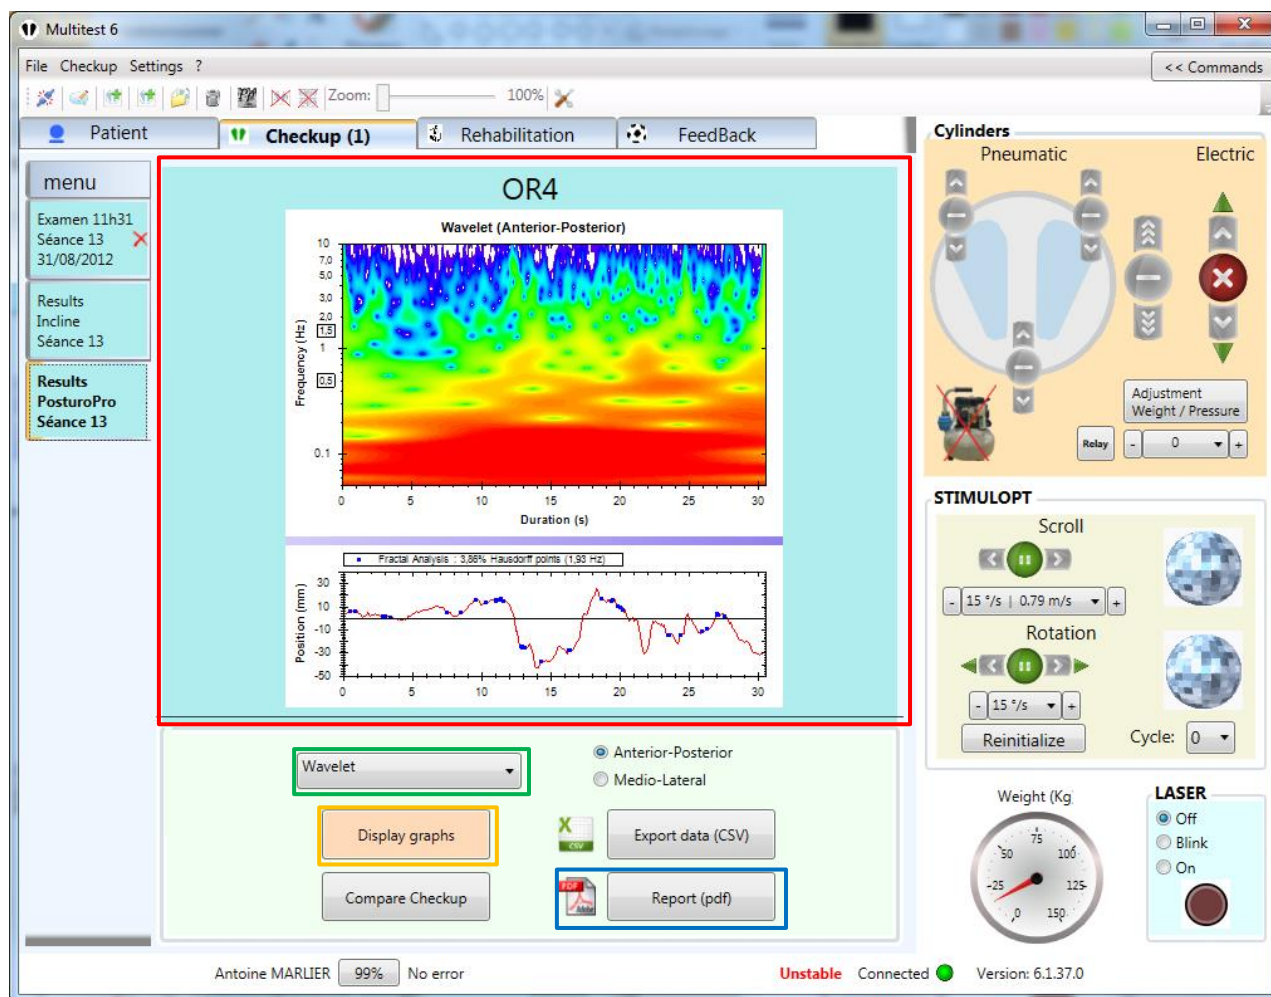 Multitest 6
File Checkup Settings ?
<< Commands
Zoom: 100%
Patient
Checkup (1)
Rehabilitation
FeedBack
menu
Examen 11h31
Séance 13
31/08/2012
Results
Incline
Séance 13
Results
PosturoPro
Séance 13
OR4
Wavelet (Anterior-Posterior)
Frequency (Hz)
10
7,0
5,0
3,0
2,0
1,5
1
0,5
0.1
0 5 10 15 20 25 30
Duration (s)
Fractal Analysis : 3,86% Hausdorff points (1,93 Hz)
Position (mm)
30
10
-10
-30
-50
0 5 10 15 20 25 30
Wavelet
Anterior-Posterior
Medio-Lateral
Display graphs
Export data (CSV)
Compare Checkup
Report (pdf)
X
CSV
PDF
Adobe
Cylinders
Pneumatic
Electric
Adjustment
Weight / Pressure
Relay
- 0 +
STIMULOPT
Scroll
- 15 °/s | 0.79 m/s +
Rotation
- 15 °/s +
Reinitialize
Cycle: 0
Weight (Kg
0 25 50 75 100 125 150
LASER
Off
Blink
On
Antoine MARLIER 99% No error
Unstable Connected Version: 6.1.37.0